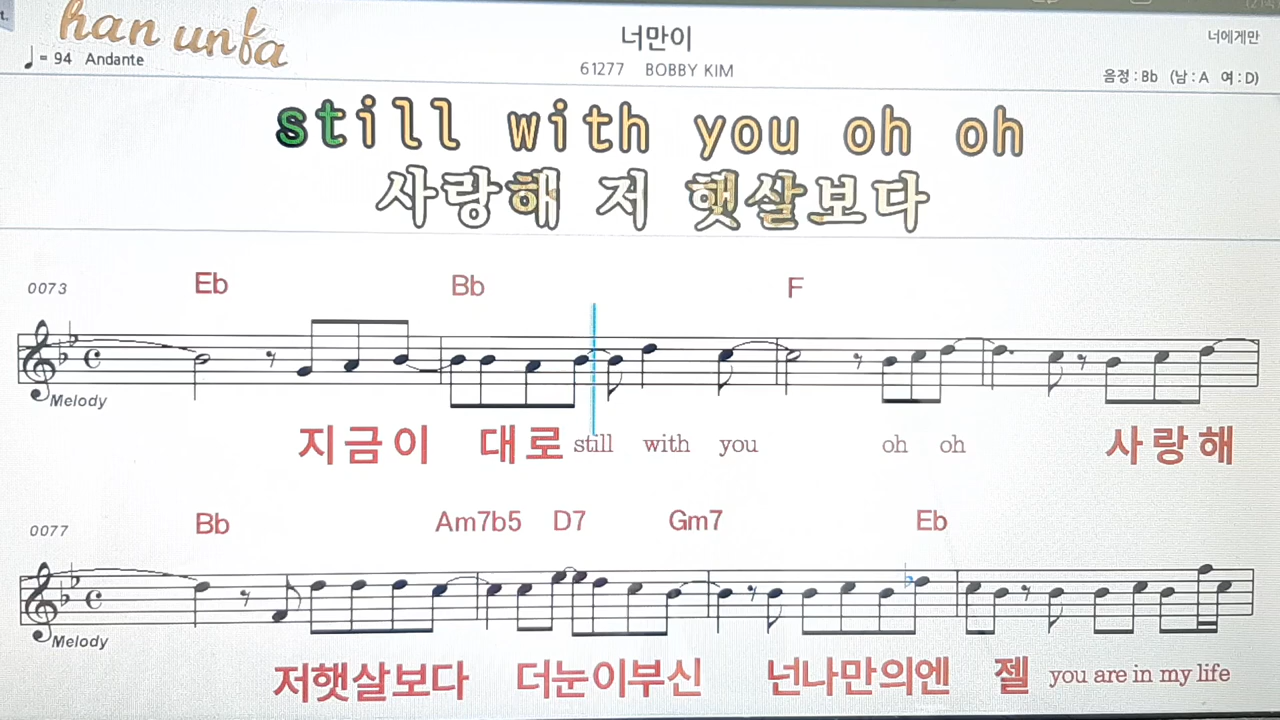 t.
han unfa
너만이
너에게만
♩ = 94 Andante
61277 BOBBY KIM
음정 : Bb (남 : A 여 : D)
still with you oh oh
사랑해 저 햇살보다
0073 Eb Bb F
Melody
지금이 대로 still with you oh oh 사랑해
0077 Bb Am7b5 D7 Gm7 Eb
Melody
저햇살보다 더눈이부신 넌나만의엔 젤 you are in my life